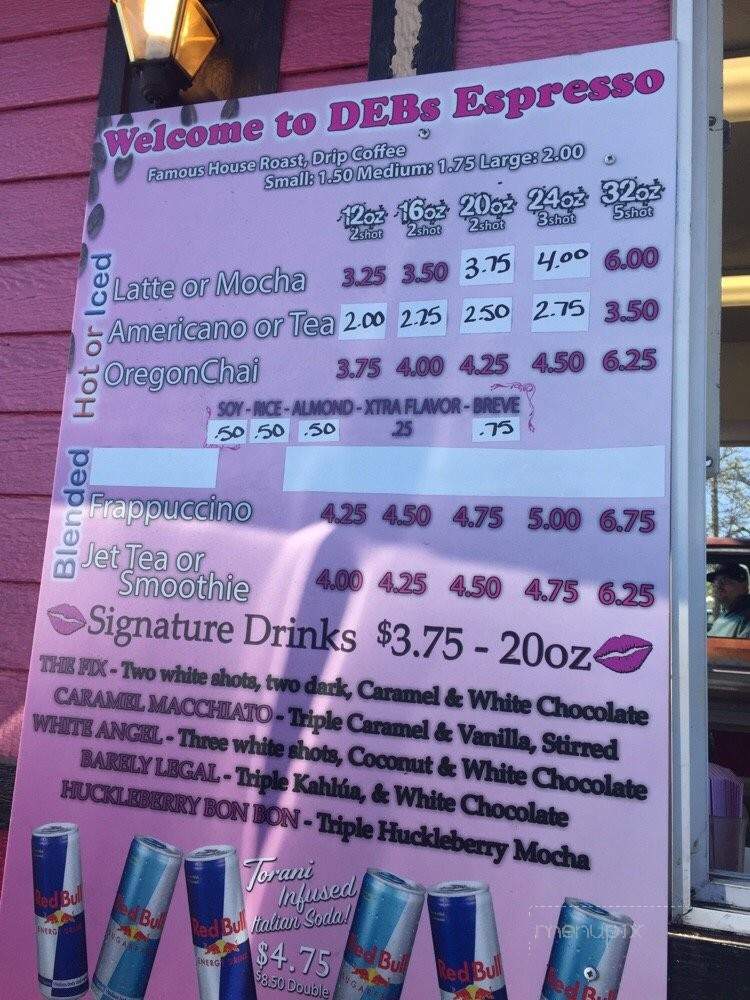 Welcome to DEBs Espresso
Famous House Roast, Drip Coffee
Small: 1.50 Medium: 1.75 Large: 2.00
12oz 16oz 20oz 24oz 32oz
2shot 2shot 2shot 3shot 5shot
Hot or Iced
Latte or Mocha 3.25 3.50 3.75 4.00 6.00
Americano or Tea 2.00 2.25 2.50 2.75 3.50
OregonChai 3.75 4.00 4.25 4.50 6.25
SOY - RICE - ALMOND - XTRA FLAVOR - BREVE
.50 .50 .50 .25 .75
Blended
Frappuccino 4.25 4.50 4.75 5.00 6.75
Jet Tea or
Smoothie 4.00 4.25 4.50 4.75 6.25
Signature Drinks $3.75 - 20oz
THE FIX - Two white shots, two dark, Caramel & White Chocolate
CARAMEL MACCHIATO - Triple Caramel & Vanilla, Stirred
WHITE ANGEL - Three white shots, Coconut & White Chocolate
BARELY LEGAL - Triple Kahlúa, & White Chocolate
HUCKLEBERRY BON BON - Triple Huckleberry Mocha
Torani
Infused
Italian Soda!
$4.75
$8.50 Double
Red Bull
Red Bull
Red Bull
Red Bull
Red Bull
Red Bull
menupix